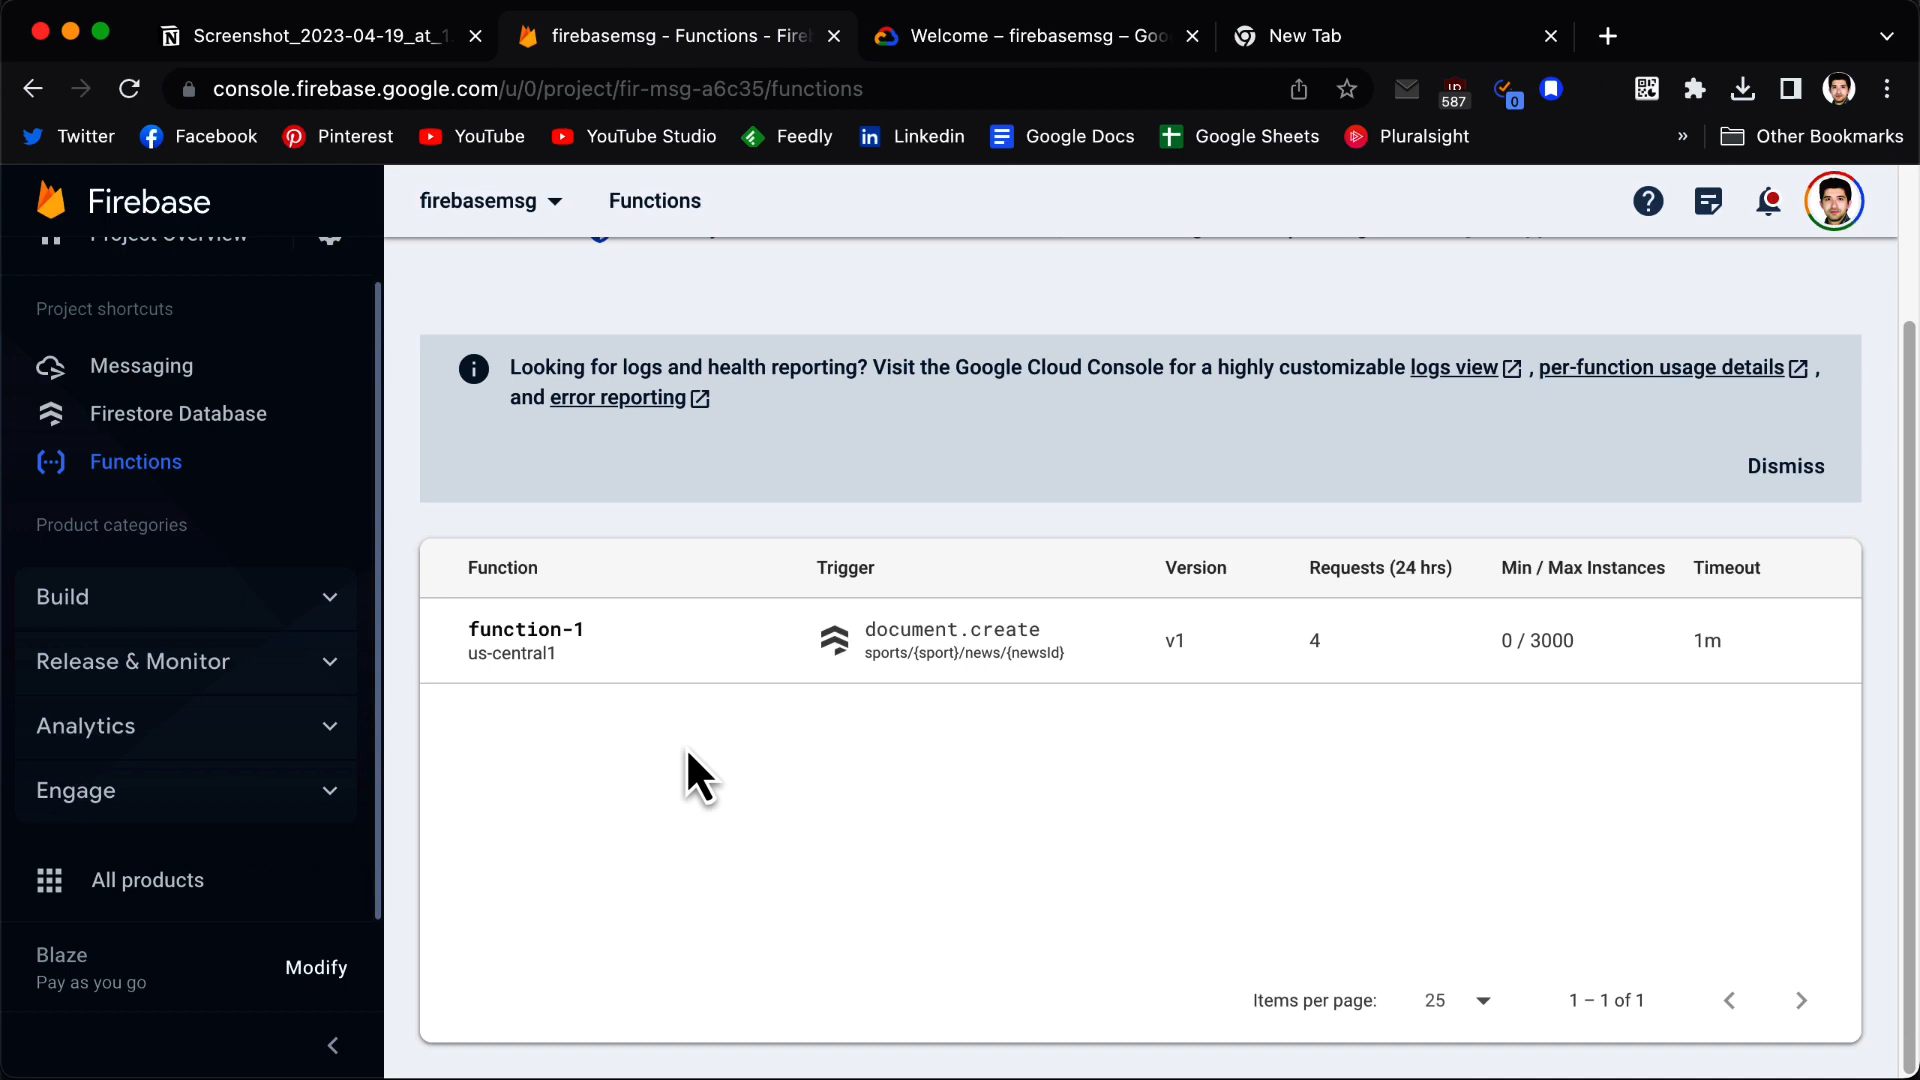 Screenshot_2023-04-19_at_1
firebasemsg - Functions - Fire
Welcome – firebasemsg – Goo
New Tab
console.firebase.google.com/u/0/project/fir-msg-a6c35/functions
587
0
Twitter
Facebook
Pinterest
YouTube
YouTube Studio
Feedly
Linkedin
Google Docs
Google Sheets
Pluralsight
»
Other Bookmarks
Firebase
Project Overview
Project shortcuts
Messaging
Firestore Database
Functions
Product categories
Build
Release & Monitor
Analytics
Engage
All products
Blaze
Pay as you go
Modify
firebasemsg
Functions
Looking for logs and health reporting? Visit the Google Cloud Console for a highly customizable logs view , per-function usage details ,
and error reporting
Dismiss
Function
Trigger
Version
Requests (24 hrs)
Min / Max Instances
Timeout
function-1
us-central1
document.create
sports/{sport}/news/{newsId}
v1
4
0 / 3000
1m
Items per page:
25
1 – 1 of 1